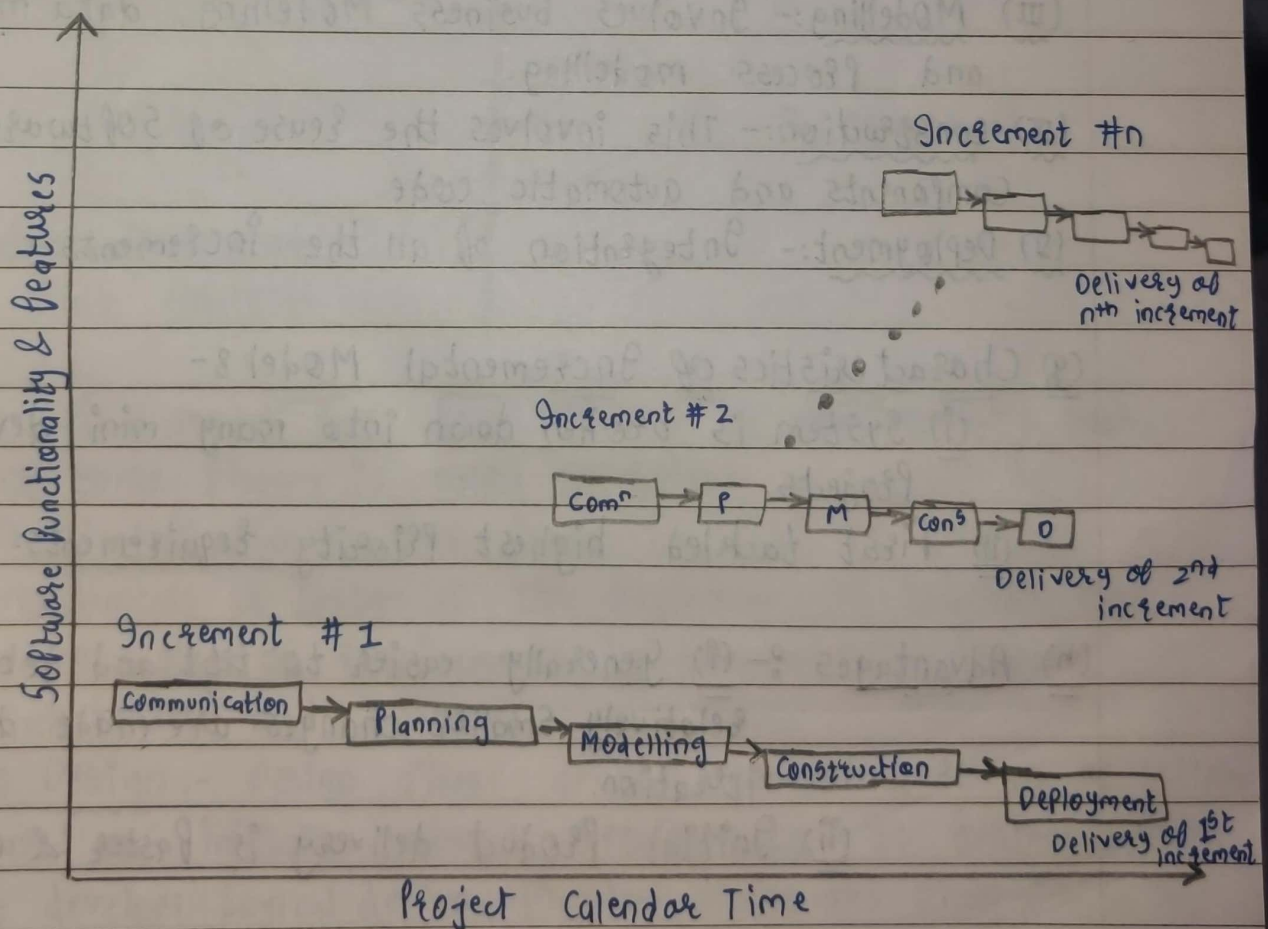 Increment #n
Delivery of
nth increment
Increment # 2
Comⁿ
P
M
Conˢ
D
Delivery of 2nd
increment
Increment # 1
Communication
Planning
Modelling
Construction
Deployment
Delivery of 1st
increment
Software functionality & features
Project Calendar Time